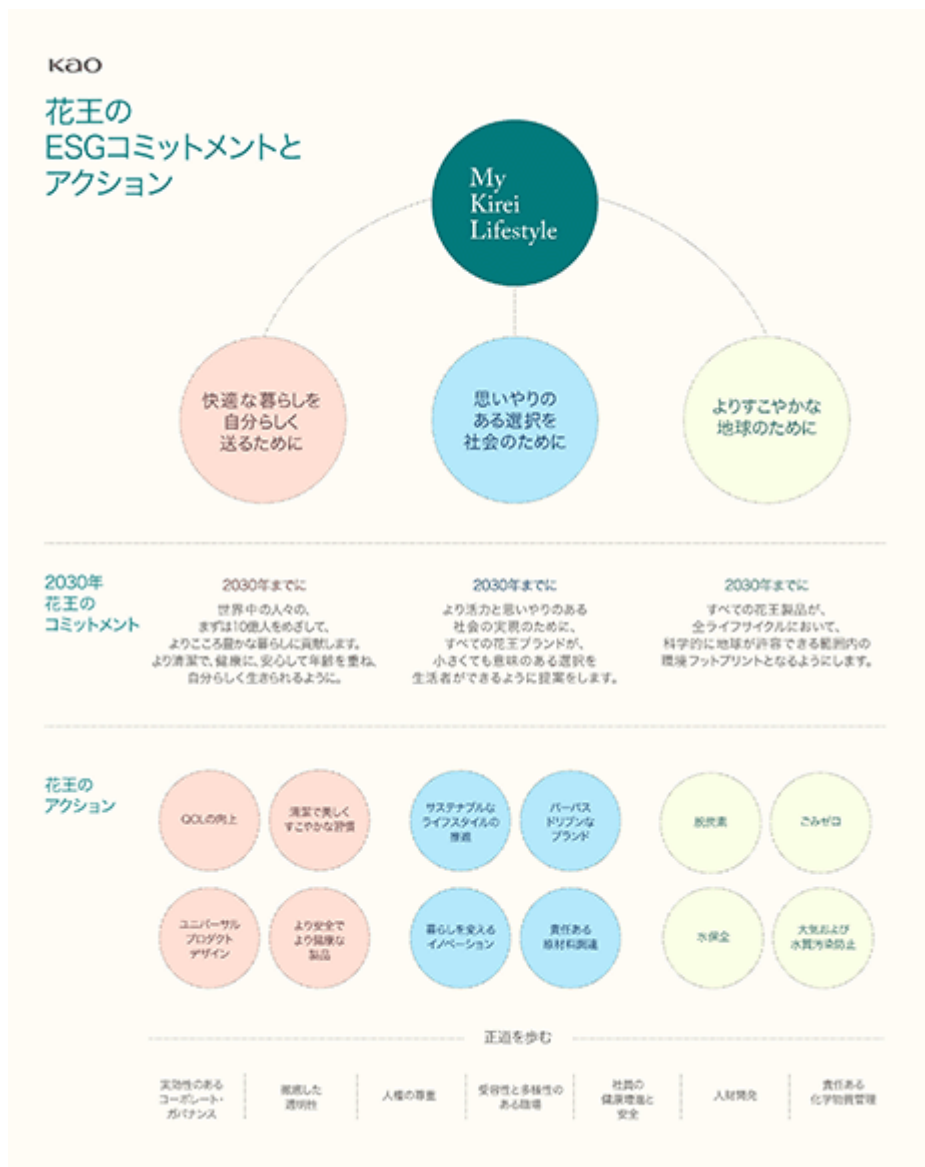 Kao
花王の
ESGコミットメントと
アクション
My
Kirei
Lifestyle
快適な暮らしを
自分らしく
送るために
思いやりの
ある選択を
社会のために
よりすこやかな
地球のために
2030年
花王の
コミットメント
2030年までに
世界中の人々の、
まずは10億人をめざして、
よりこころ豊かな暮らしに貢献します。
より清潔で、健康に、安心して年齢を重ね、
自分らしく生きられるように。
2030年までに
より活力と思いやりのある
社会の実現のために、
すべての花王ブランドが、
小さくても意味のある選択を
生活者ができるように提案をします。
2030年までに
すべての花王製品が、
全ライフサイクルにおいて、
科学的に地球が許容できる範囲内の
環境フットプリントとなるようにします。
花王の
アクション
QOLの向上
清潔で美しく
すこやかな習慣
サステナブルな
ライフスタイルの
推進
パーパス
ドリブンな
ブランド
脱炭素
ごみゼロ
ユニバーサル
プロダクト
デザイン
より安全で
より健康な
製品
暮らしを変える
イノベーション
責任ある
原材料調達
水保全
大気および
水質汚染防止
正道を歩む
実効性のある
コーポレート・
ガバナンス
徹底した
透明性
人権の尊重
受容性と多様性の
ある職場
社員の
健康増進と
安全
人財開発
責任ある
化学物質管理